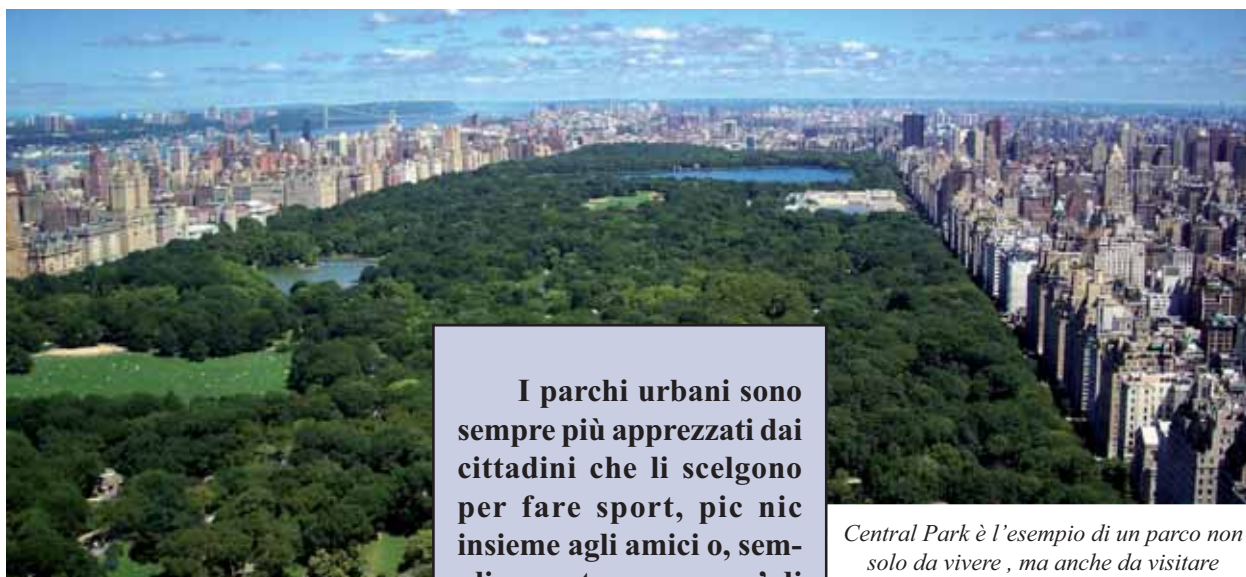 I parchi urbani sono
sempre più apprezzati dai
cittadini che li scelgono
per fare sport, pic nic
insieme agli amici o, sem-
Central Park è l'esempio di un parco non
solo da vivere , ma anche da visitare